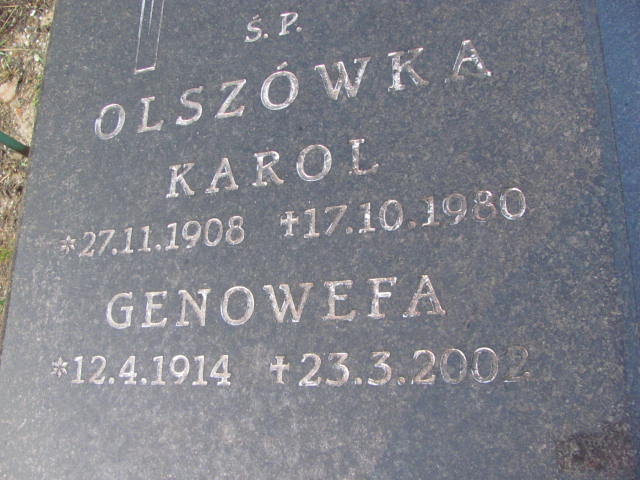 Ś.P.
OLSZÓWKA
KAROL
*27.11.1908 ✝17.10.1980
GENOWEFA
*12.4.1914 ✝23.3.2002